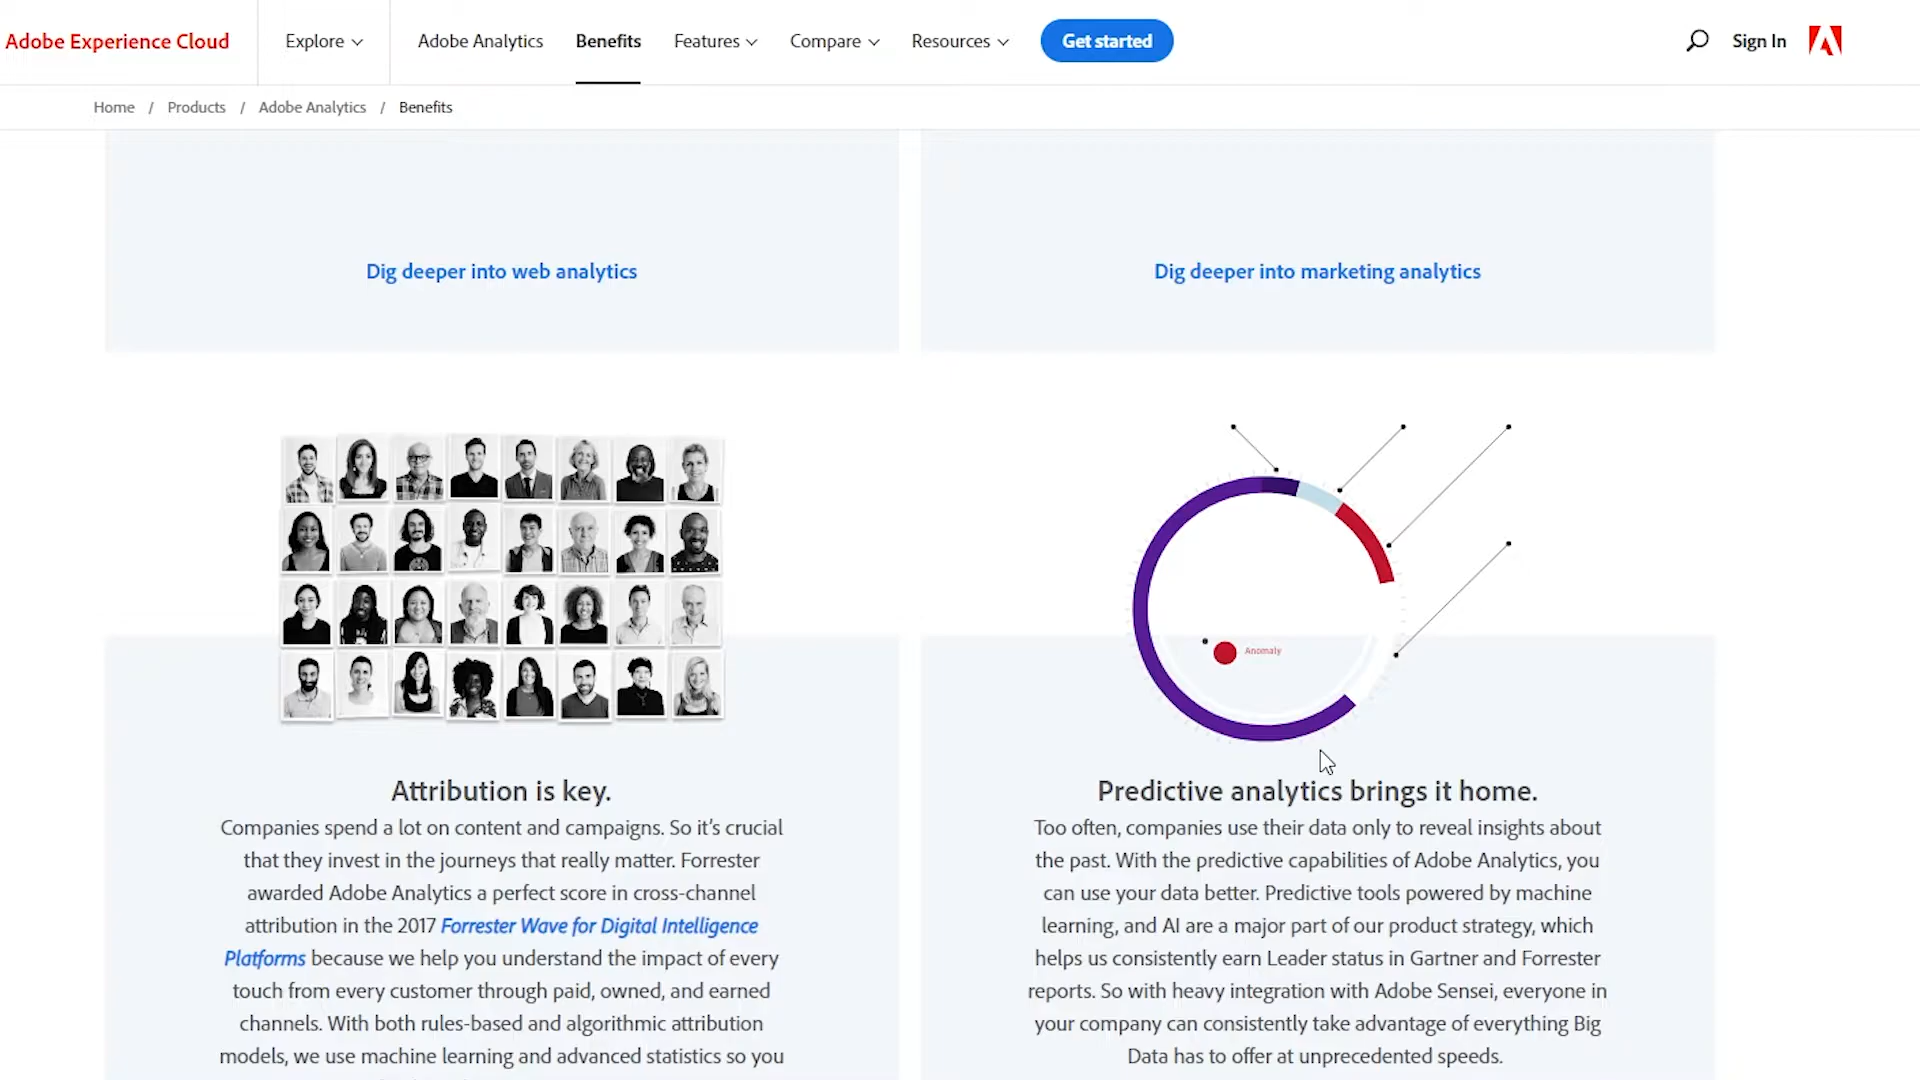 Adobe Experience Cloud
Explore
Adobe Analytics
Benefits
Features
Compare
Resources
Get started
Sign In
Home / Products / Adobe Analytics / Benefits
Dig deeper into web analytics
Dig deeper into marketing analytics
Anomaly
Attribution is key.
Companies spend a lot on content and campaigns. So it’s crucial
that they invest in the journeys that really matter. Forrester
awarded Adobe Analytics a perfect score in cross-channel
attribution in the 2017 Forrester Wave for Digital Intelligence
Platforms because we help you understand the impact of every
touch from every customer through paid, owned, and earned
channels. With both rules-based and algorithmic attribution
models, we use machine learning and advanced statistics so you
Predictive analytics brings it home.
Too often, companies use their data only to reveal insights about
the past. With the predictive capabilities of Adobe Analytics, you
can use your data better. Predictive tools powered by machine
learning, and AI are a major part of our product strategy, which
helps us consistently earn Leader status in Gartner and Forrester
reports. So with heavy integration with Adobe Sensei, everyone in
your company can consistently take advantage of everything Big
Data has to offer at unprecedented speeds.